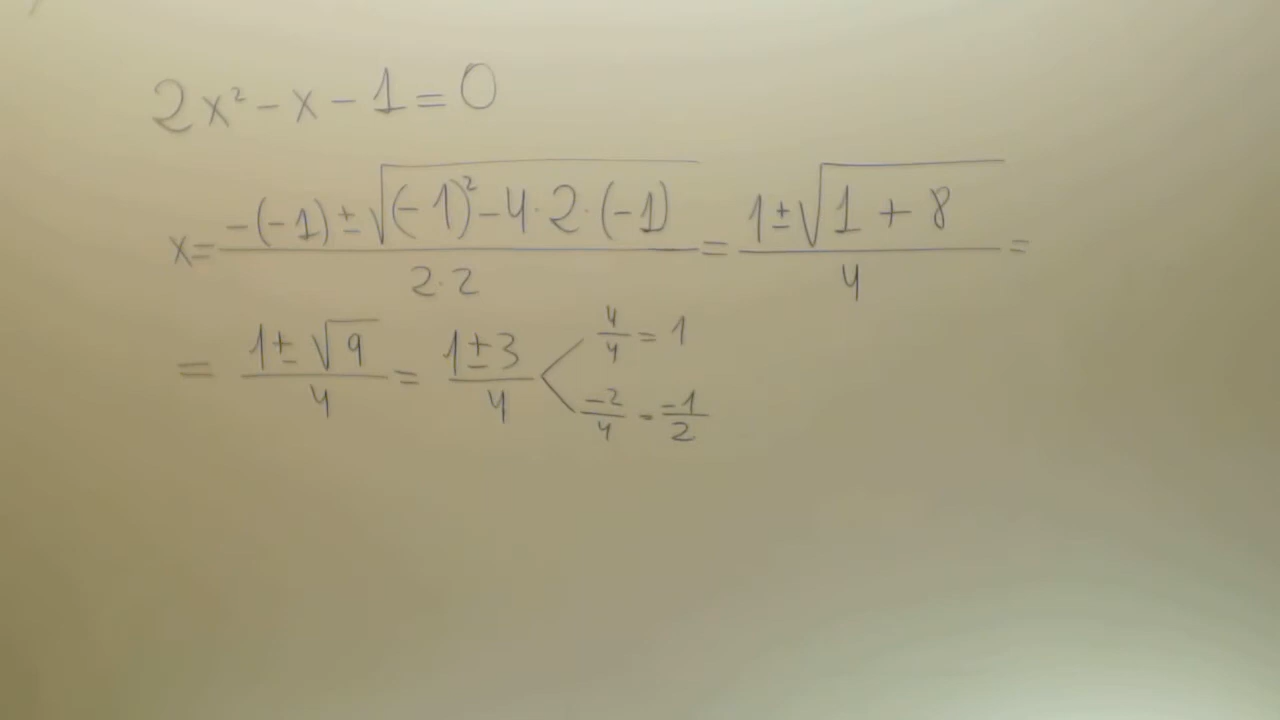 2x² - x - 1 = 0
x = (-(-1) ± √((-1)² - 4·2·(-1))) / (2·2) = (1 ± √(1 + 8)) / 4 =
= (1 ± √9) / 4 = (1 ± 3) / 4 < 4/4 = 1
-2/4 = -1/2